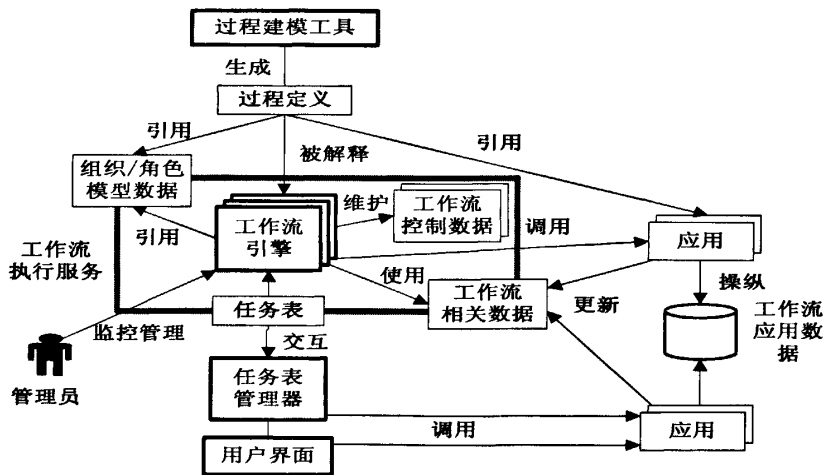 过程建模工具
生成
过程定义
引用
引用
被解释
组织/角色
模型数据
维护
工作流
控制数据
调用
工作流
执行服务
引用
工作流
引擎
应用
使用
工作流
相关数据
更新
操纵
任务表
工作流
应用数
据
监控管理
交互
管理员
任务表
管理器
调用
应用
用户界面